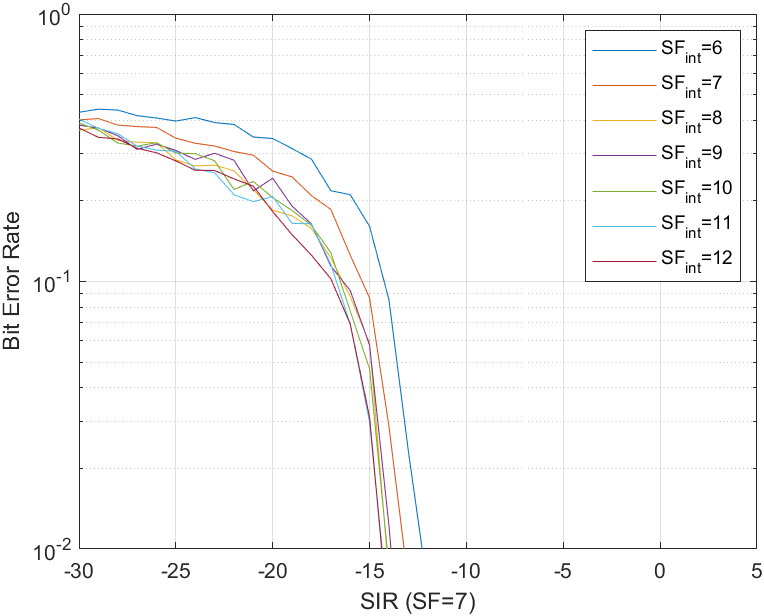 10^0
10^-1
10^-2
Bit Error Rate
SF_int=6
SF_int=7
SF_int=8
SF_int=9
SF_int=10
SF_int=11
SF_int=12
-30 -25 -20 -15 -10 -5 0 5
SIR (SF=7)